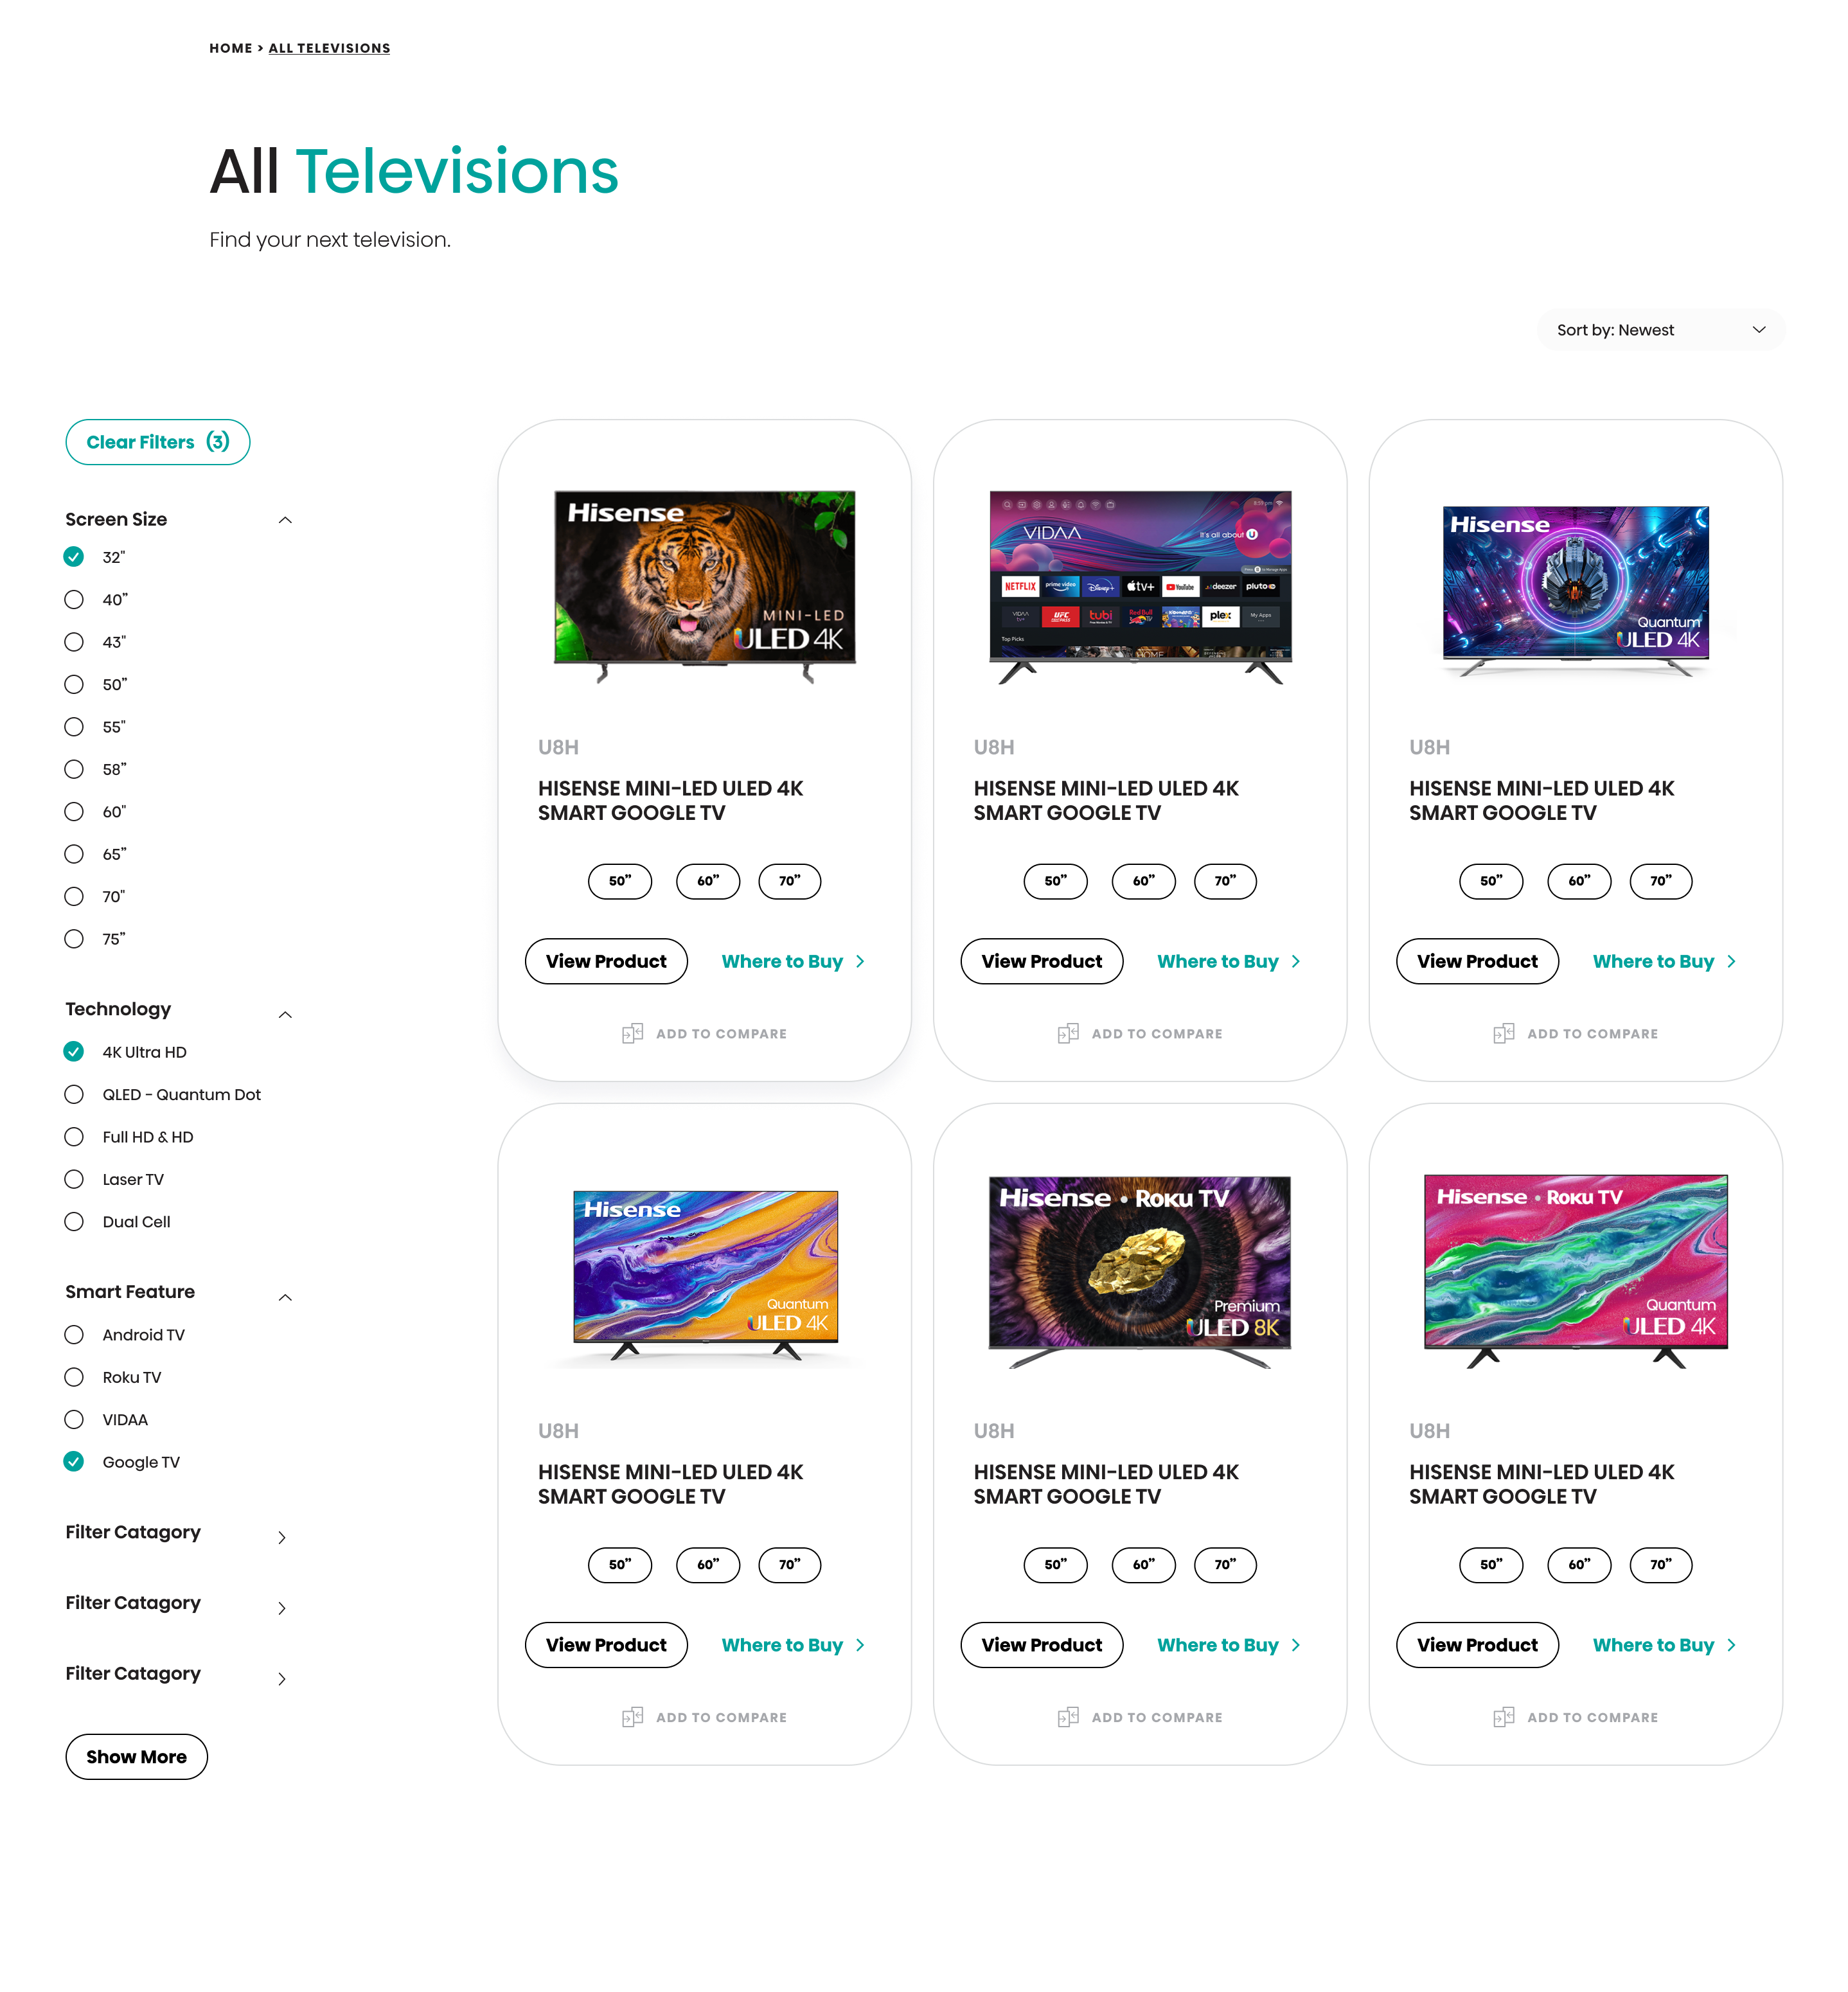 HOME > ALL TELEVISIONS
All Televisions
Find your next television.
Sort by: Newest
Clear Filters (3)
Screen Size
32"
40”
43"
50”
55"
58”
60"
65”
70"
75”
Technology
4K Ultra HD
QLED - Quantum Dot
Full HD & HD
Laser TV
Dual Cell
Smart Feature
Android TV
Roku TV
VIDAA
Google TV
Filter Catagory
Filter Catagory
Filter Catagory
Show More
Hisense
MINI-LED
ULED 4K
U8H
HISENSE MINI-LED ULED 4K
SMART GOOGLE TV
50” 60” 70”
View Product Where to Buy
ADD TO COMPARE
VIDAA
It's all about U
NETFLIX prime video Disney+ tv+ YouTube deezer pluto
VIDAA UFC tubi Red Bull TV plex My Apps
Top Picks
HOME
U8H
HISENSE MINI-LED ULED 4K
SMART GOOGLE TV
50” 60” 70”
View Product Where to Buy
ADD TO COMPARE
Hisense
Quantum
ULED 4K
U8H
HISENSE MINI-LED ULED 4K
SMART GOOGLE TV
50” 60” 70”
View Product Where to Buy
ADD TO COMPARE
Hisense
Quantum
ULED 4K
U8H
HISENSE MINI-LED ULED 4K
SMART GOOGLE TV
50” 60” 70”
View Product Where to Buy
ADD TO COMPARE
Hisense • Roku TV
Premium
ULED 8K
U8H
HISENSE MINI-LED ULED 4K
SMART GOOGLE TV
50” 60” 70”
View Product Where to Buy
ADD TO COMPARE
Hisense • Roku TV
Quantum
ULED 4K
U8H
HISENSE MINI-LED ULED 4K
SMART GOOGLE TV
50” 60” 70”
View Product Where to Buy
ADD TO COMPARE